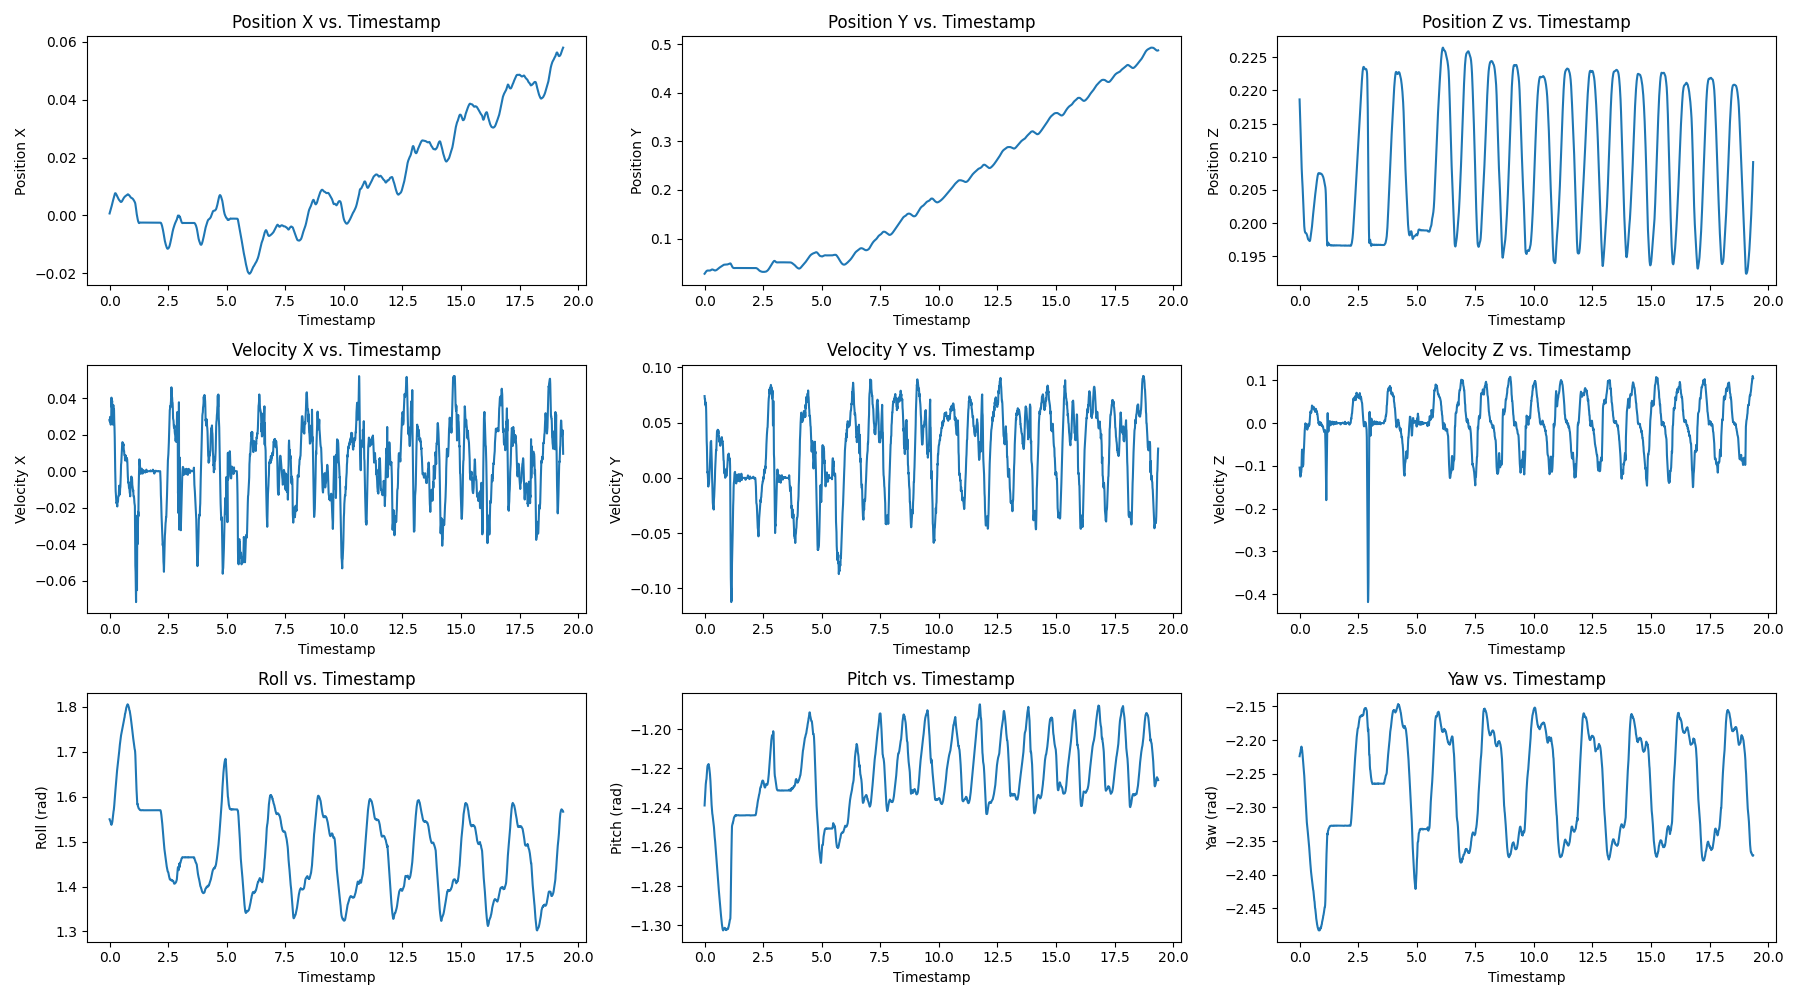 Position X vs. Timestamp
Position X
0.06
0.04
0.02
0.00
−0.02
0.0 2.5 5.0 7.5 10.0 12.5 15.0 17.5 20.0
Timestamp
Position Y vs. Timestamp
Position Y
0.5
0.4
0.3
0.2
0.1
0.0 2.5 5.0 7.5 10.0 12.5 15.0 17.5 20.0
Timestamp
Position Z vs. Timestamp
Position Z
0.225
0.220
0.215
0.210
0.205
0.200
0.195
0.0 2.5 5.0 7.5 10.0 12.5 15.0 17.5 20.0
Timestamp
Velocity X vs. Timestamp
Velocity X
0.04
0.02
0.00
−0.02
−0.04
−0.06
0.0 2.5 5.0 7.5 10.0 12.5 15.0 17.5 20.0
Timestamp
Velocity Y vs. Timestamp
Velocity Y
0.10
0.05
0.00
−0.05
−0.10
0.0 2.5 5.0 7.5 10.0 12.5 15.0 17.5 20.0
Timestamp
Velocity Z vs. Timestamp
Velocity Z
0.1
0.0
−0.1
−0.2
−0.3
−0.4
0.0 2.5 5.0 7.5 10.0 12.5 15.0 17.5 20.0
Timestamp
Roll vs. Timestamp
Roll (rad)
1.8
1.7
1.6
1.5
1.4
1.3
0.0 2.5 5.0 7.5 10.0 12.5 15.0 17.5 20.0
Timestamp
Pitch vs. Timestamp
Pitch (rad)
−1.20
−1.22
−1.24
−1.26
−1.28
−1.30
0.0 2.5 5.0 7.5 10.0 12.5 15.0 17.5 20.0
Timestamp
Yaw vs. Timestamp
Yaw (rad)
−2.15
−2.20
−2.25
−2.30
−2.35
−2.40
−2.45
0.0 2.5 5.0 7.5 10.0 12.5 15.0 17.5 20.0
Timestamp